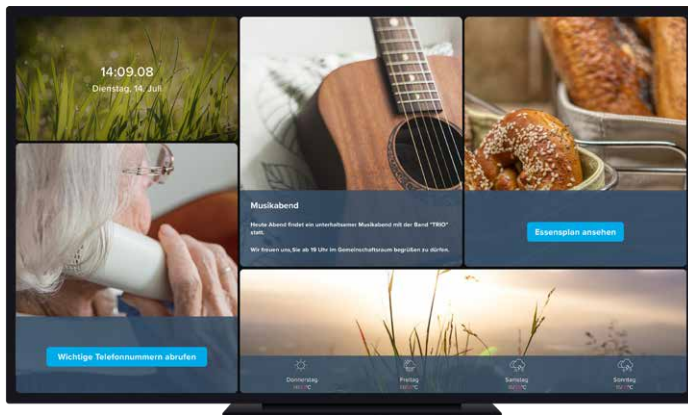 14:09.08
Dienstag, 14. Juli
Musikabend
Heute Abend findet ein unterhaltsamer Musikabend mit der Band "TRIO"
statt.
Wir freuen uns,Sie ab 19 Uhr im Gemeinschaftsraum begrüßen zu dürfen.
Essensplan ansehen
Wichtige Telefonnummern abrufen
Donnerstag
Freitag
Samstag
Sonntag